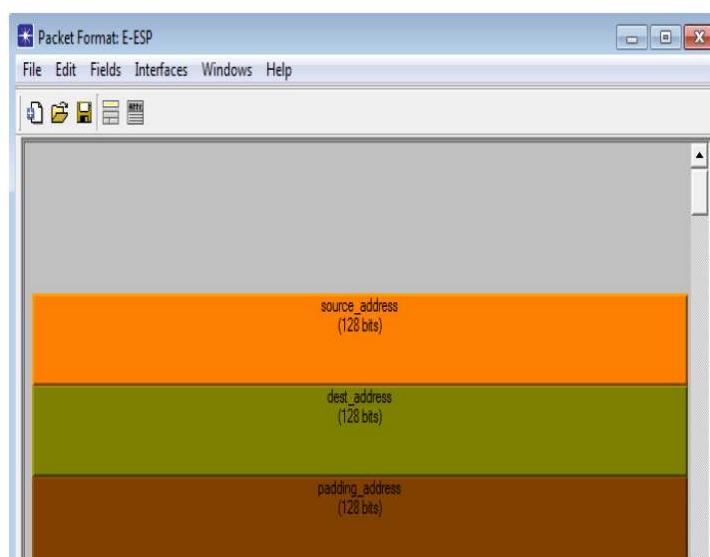 Packet Format: E-ESP
File Edit Fields Interfaces Windows Help
source_address
(128 bits)
dest_address
(128 bits)
padding_address
(128 bits)